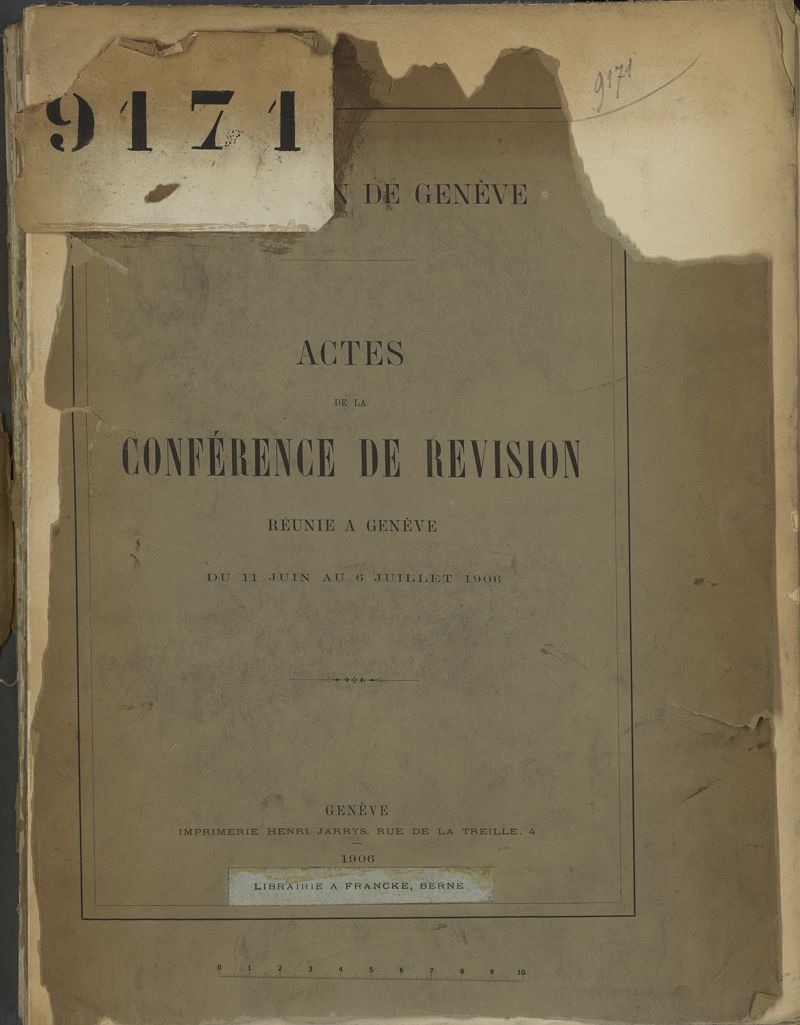 9171
9171
DE GENÈVE
ACTES
DE LA
CONFÉRENCE DE REVISION
RÉUNIE A GENÈVE
DU 11 JUIN AU 6 JUILLET 1906
GENÈVE
IMPRIMERIE HENRI JARRYS, RUE DE LA TREILLE, 4
1906
LIBRAIRIE A FRANCKE, BERNE
0 1 2 3 4 5 6 7 8 9 10